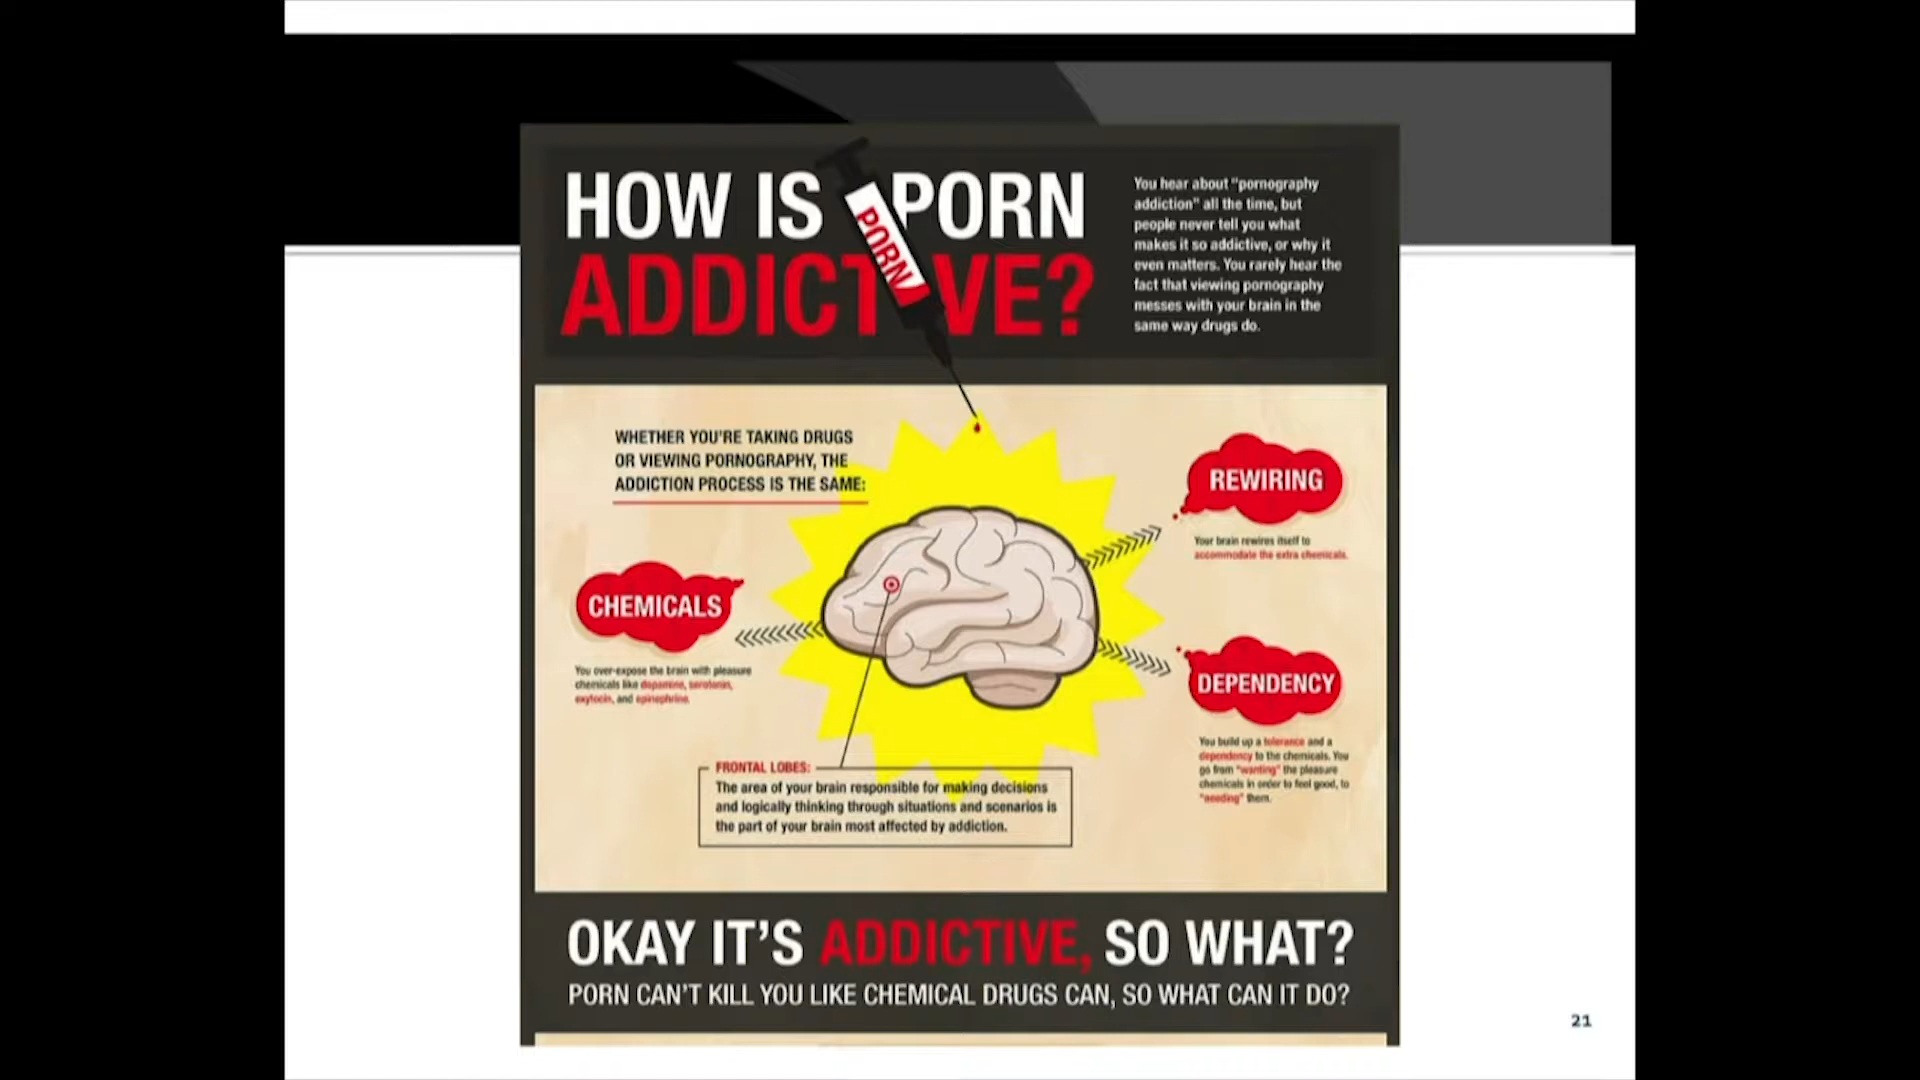 HOW IS PORN
ADDICTIVE?
PORN
You hear about "pornography
addiction" all the time, but
people never tell you what
makes it so addictive, or why it
even matters. You rarely hear the
fact that viewing pornography
messes with your brain in the
same way drugs do.
WHETHER YOU'RE TAKING DRUGS
OR VIEWING PORNOGRAPHY, THE
ADDICTION PROCESS IS THE SAME:
REWIRING
Your brain rewires itself to
accommodate the extra chemicals.
CHEMICALS
You over-expose the brain with pleasure
chemicals like dopamine, serotonin,
oxytocin, and epinephrine.
DEPENDENCY
You build up a tolerance and a
dependency to the chemicals. You
go from "wanting" the pleasure
chemicals in order to feel good, to
"needing" them.
FRONTAL LOBES:
The area of your brain responsible for making decisions
and logically thinking through situations and scenarios is
the part of your brain most affected by addiction.
OKAY IT'S ADDICTIVE, SO WHAT?
PORN CAN'T KILL YOU LIKE CHEMICAL DRUGS CAN, SO WHAT CAN IT DO?
21